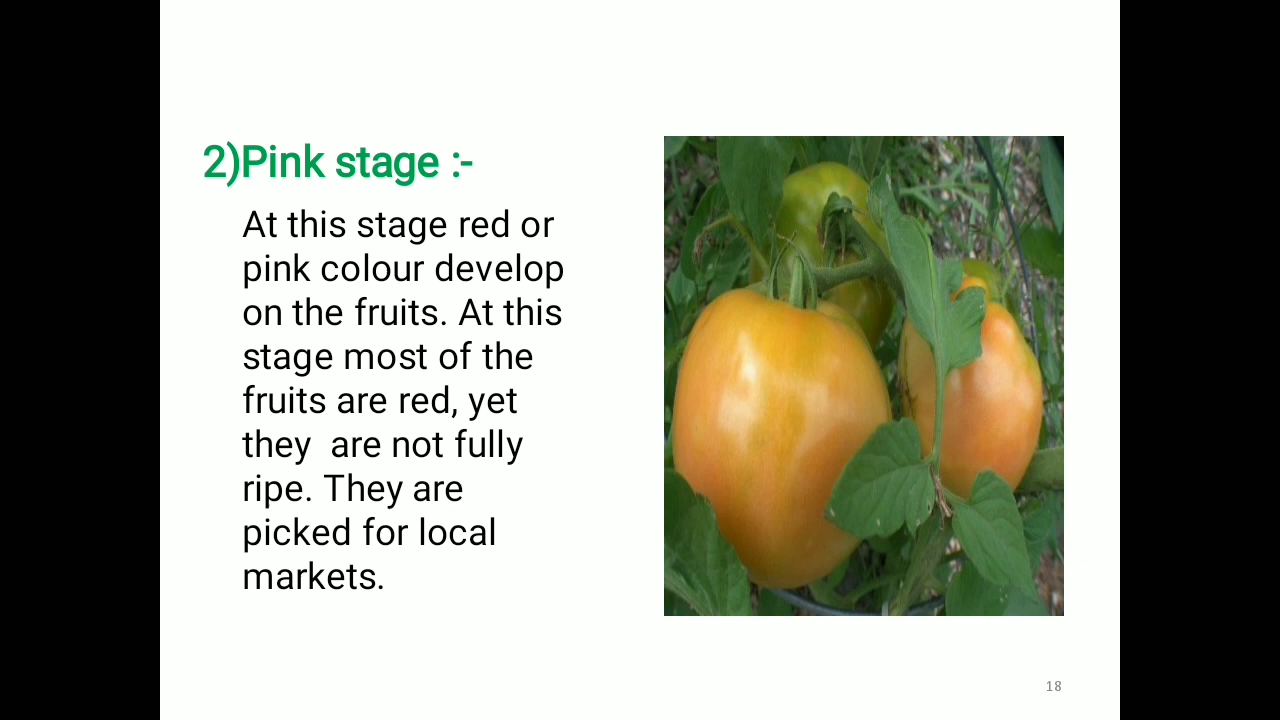 2)Pink stage :-
At this stage red or
pink colour develop
on the fruits. At this
stage most of the
fruits are red, yet
they  are not fully
ripe. They are
picked for local
markets.
18